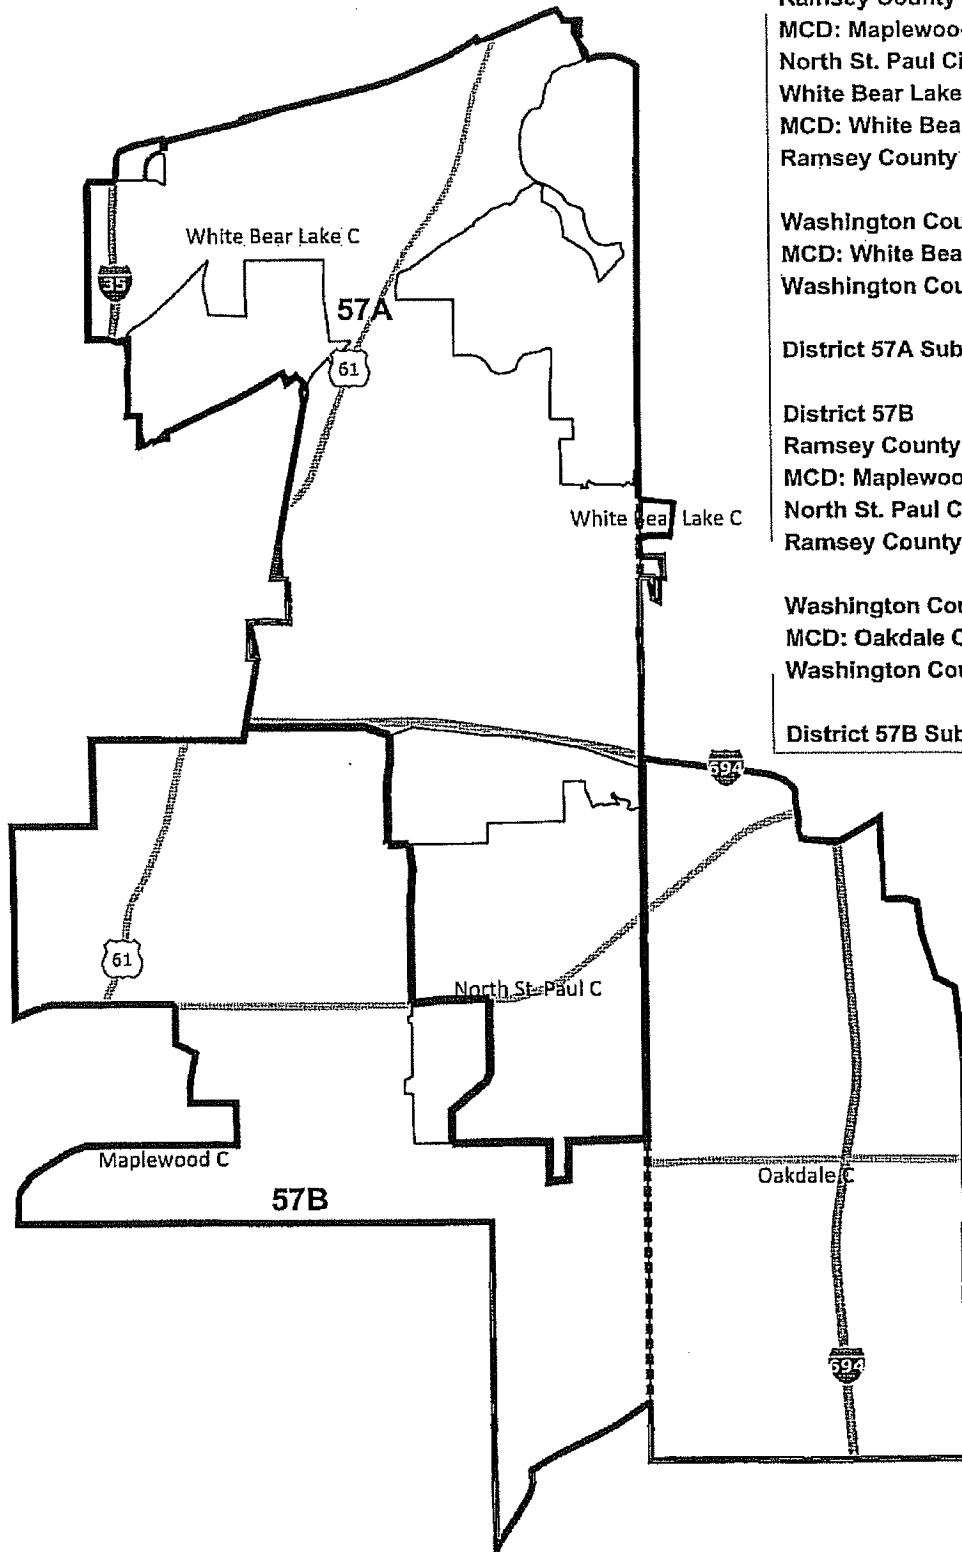 Ramsey County
MCD: Maplewoo
North St. Paul Ci
White Bear Lake
MCD: White Bea
Ramsey County
Washington Cou
MCD: White Bea
Washington Cou
District 57A Sub
District 57B
Ramsey County
MCD: Maplewoo
North St. Paul C
Ramsey County
Washington Cou
MCD: Oakdale C
Washington Cou
District 57B Sub
White Bear Lake C
35
57A
61
White Bear Lake C
694
61
North St. Paul C
Maplewood C
Oakdale C
57B
694